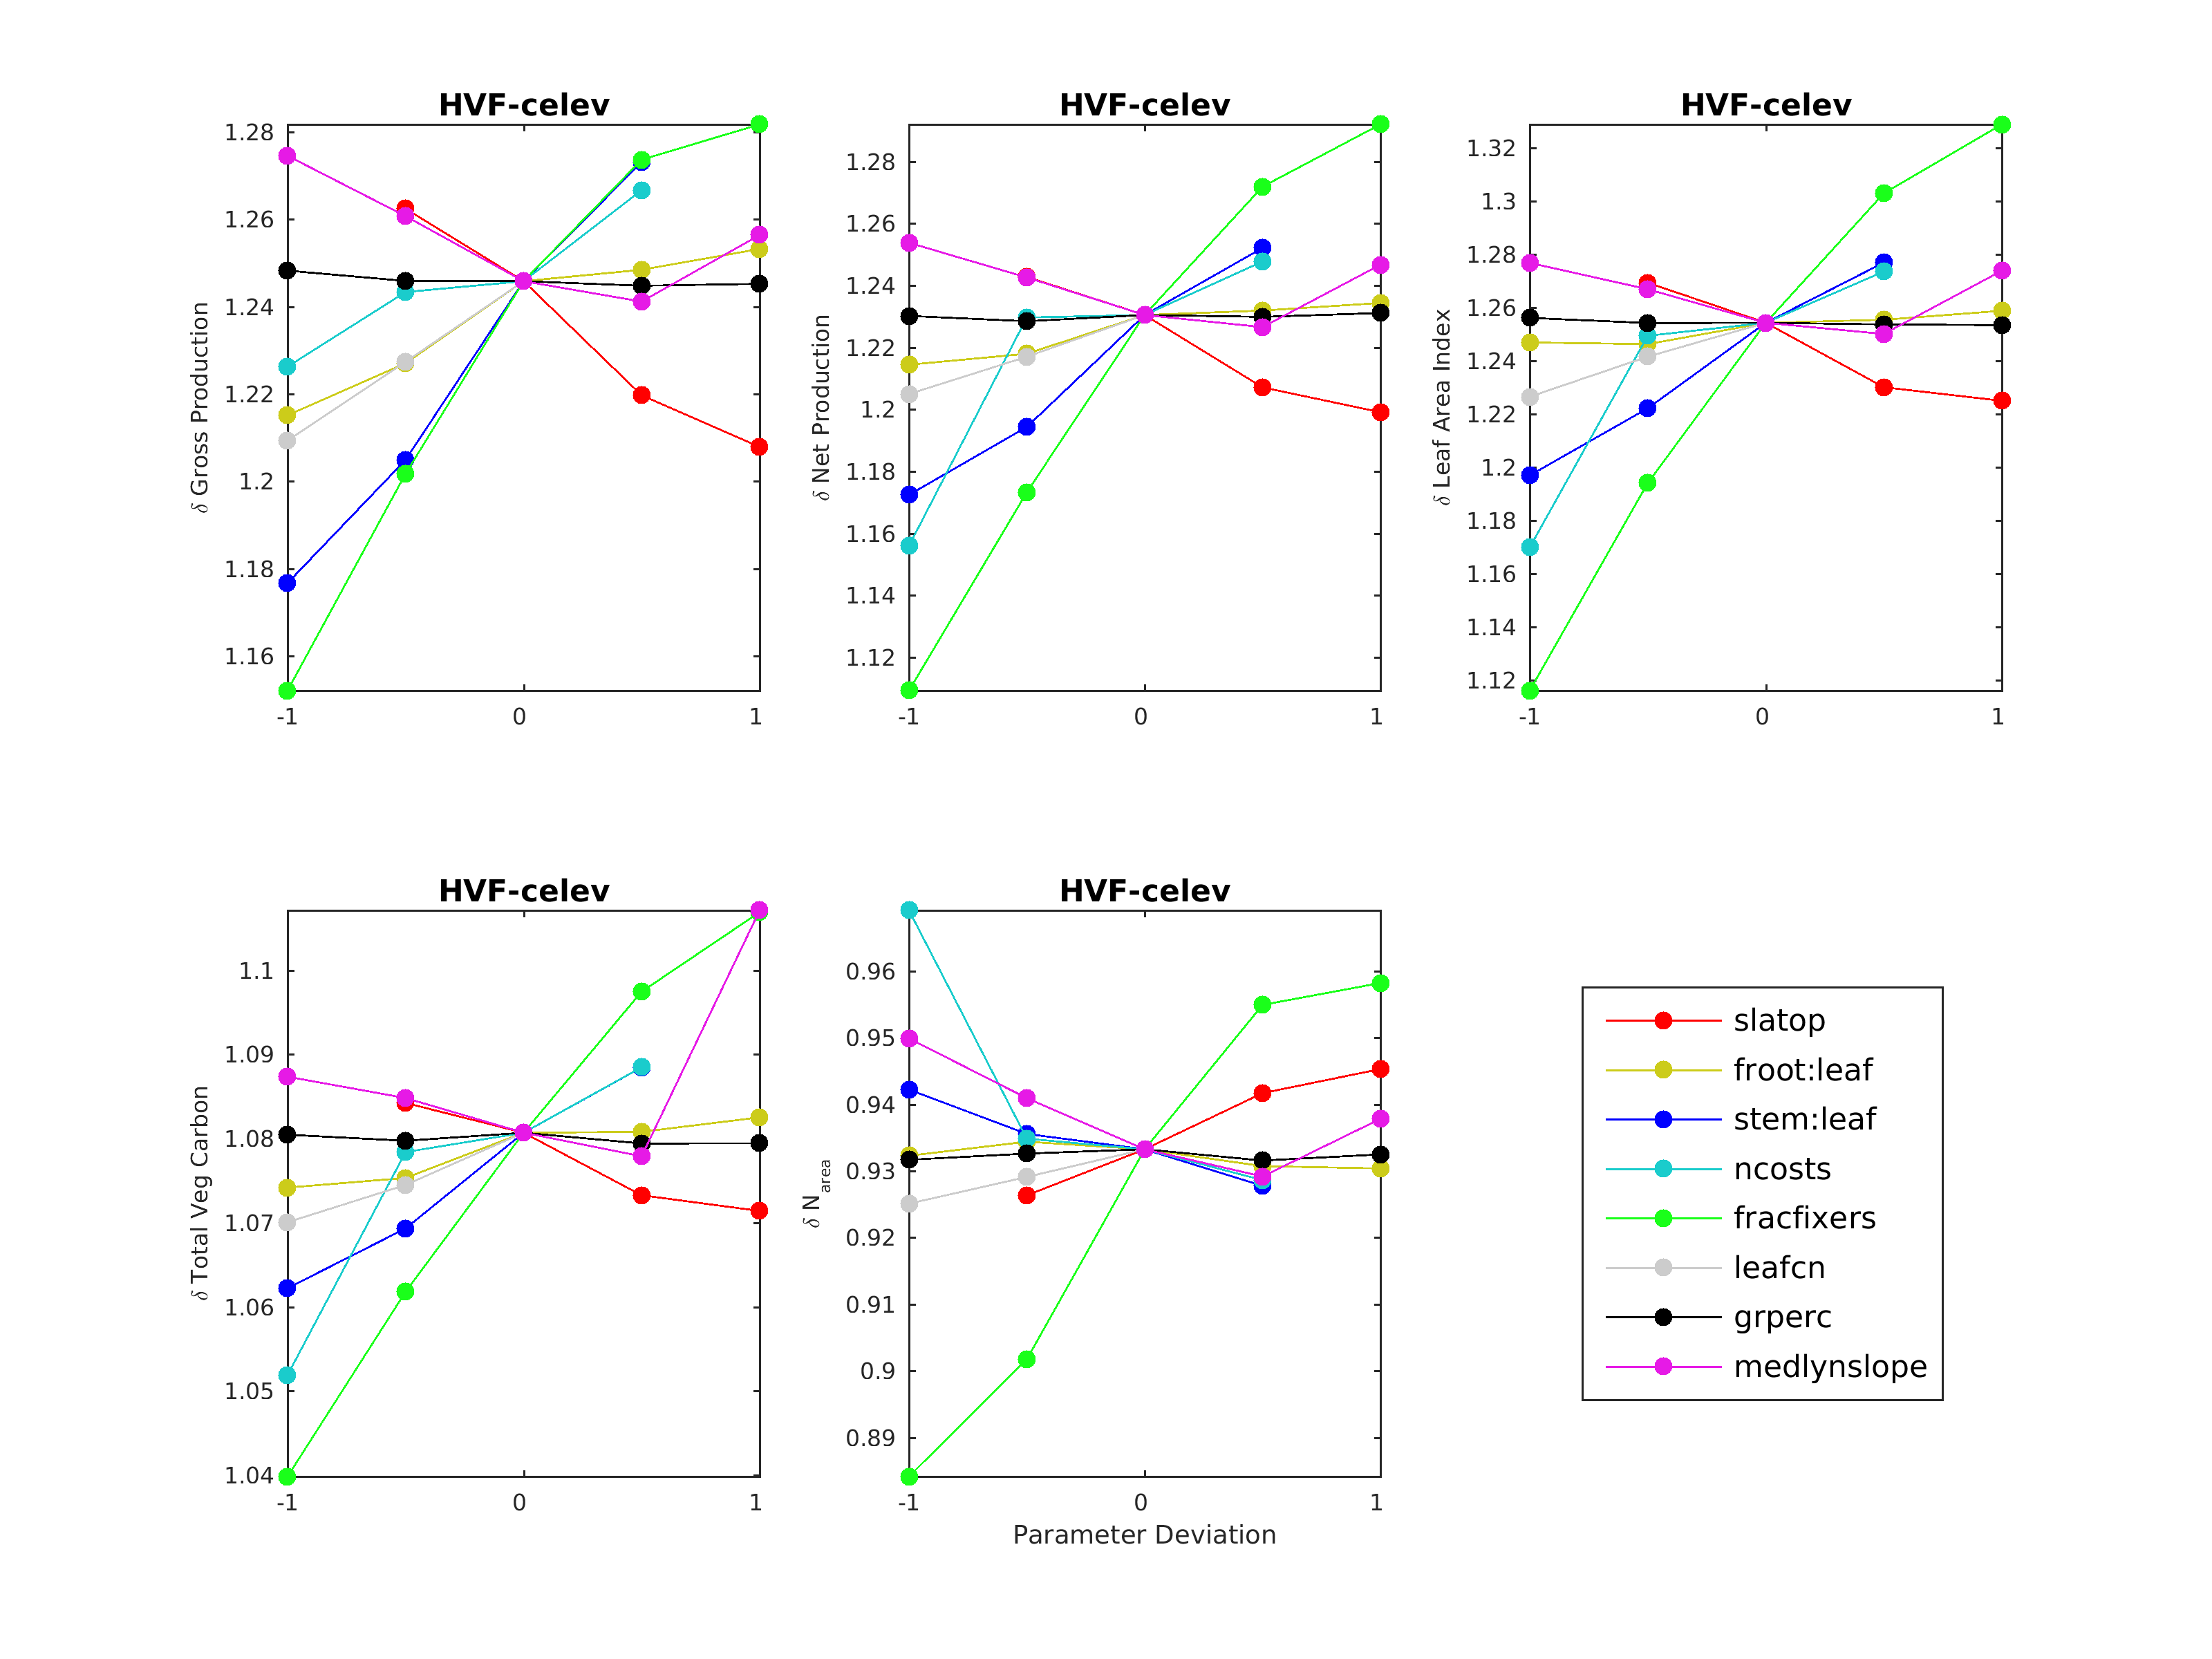 HVF-celev
HVF-celev
HVF-celev
δ Gross Production
1.28
1.26
1.24
1.22
1.2
1.18
1.16
-1 0 1
δ Net Production
1.28
1.26
1.24
1.22
1.2
1.18
1.16
1.14
1.12
-1 0 1
δ Leaf Area Index
1.32
1.3
1.28
1.26
1.24
1.22
1.2
1.18
1.16
1.14
1.12
-1 0 1
HVF-celev
HVF-celev
δ Total Veg Carbon
1.1
1.09
1.08
1.07
1.06
1.05
1.04
-1 0 1
δ N area
0.96
0.95
0.94
0.93
0.92
0.91
0.9
0.89
-1 0 1
Parameter Deviation
slatop
froot:leaf
stem:leaf
ncosts
fracfixers
leafcn
grperc
medlynslope